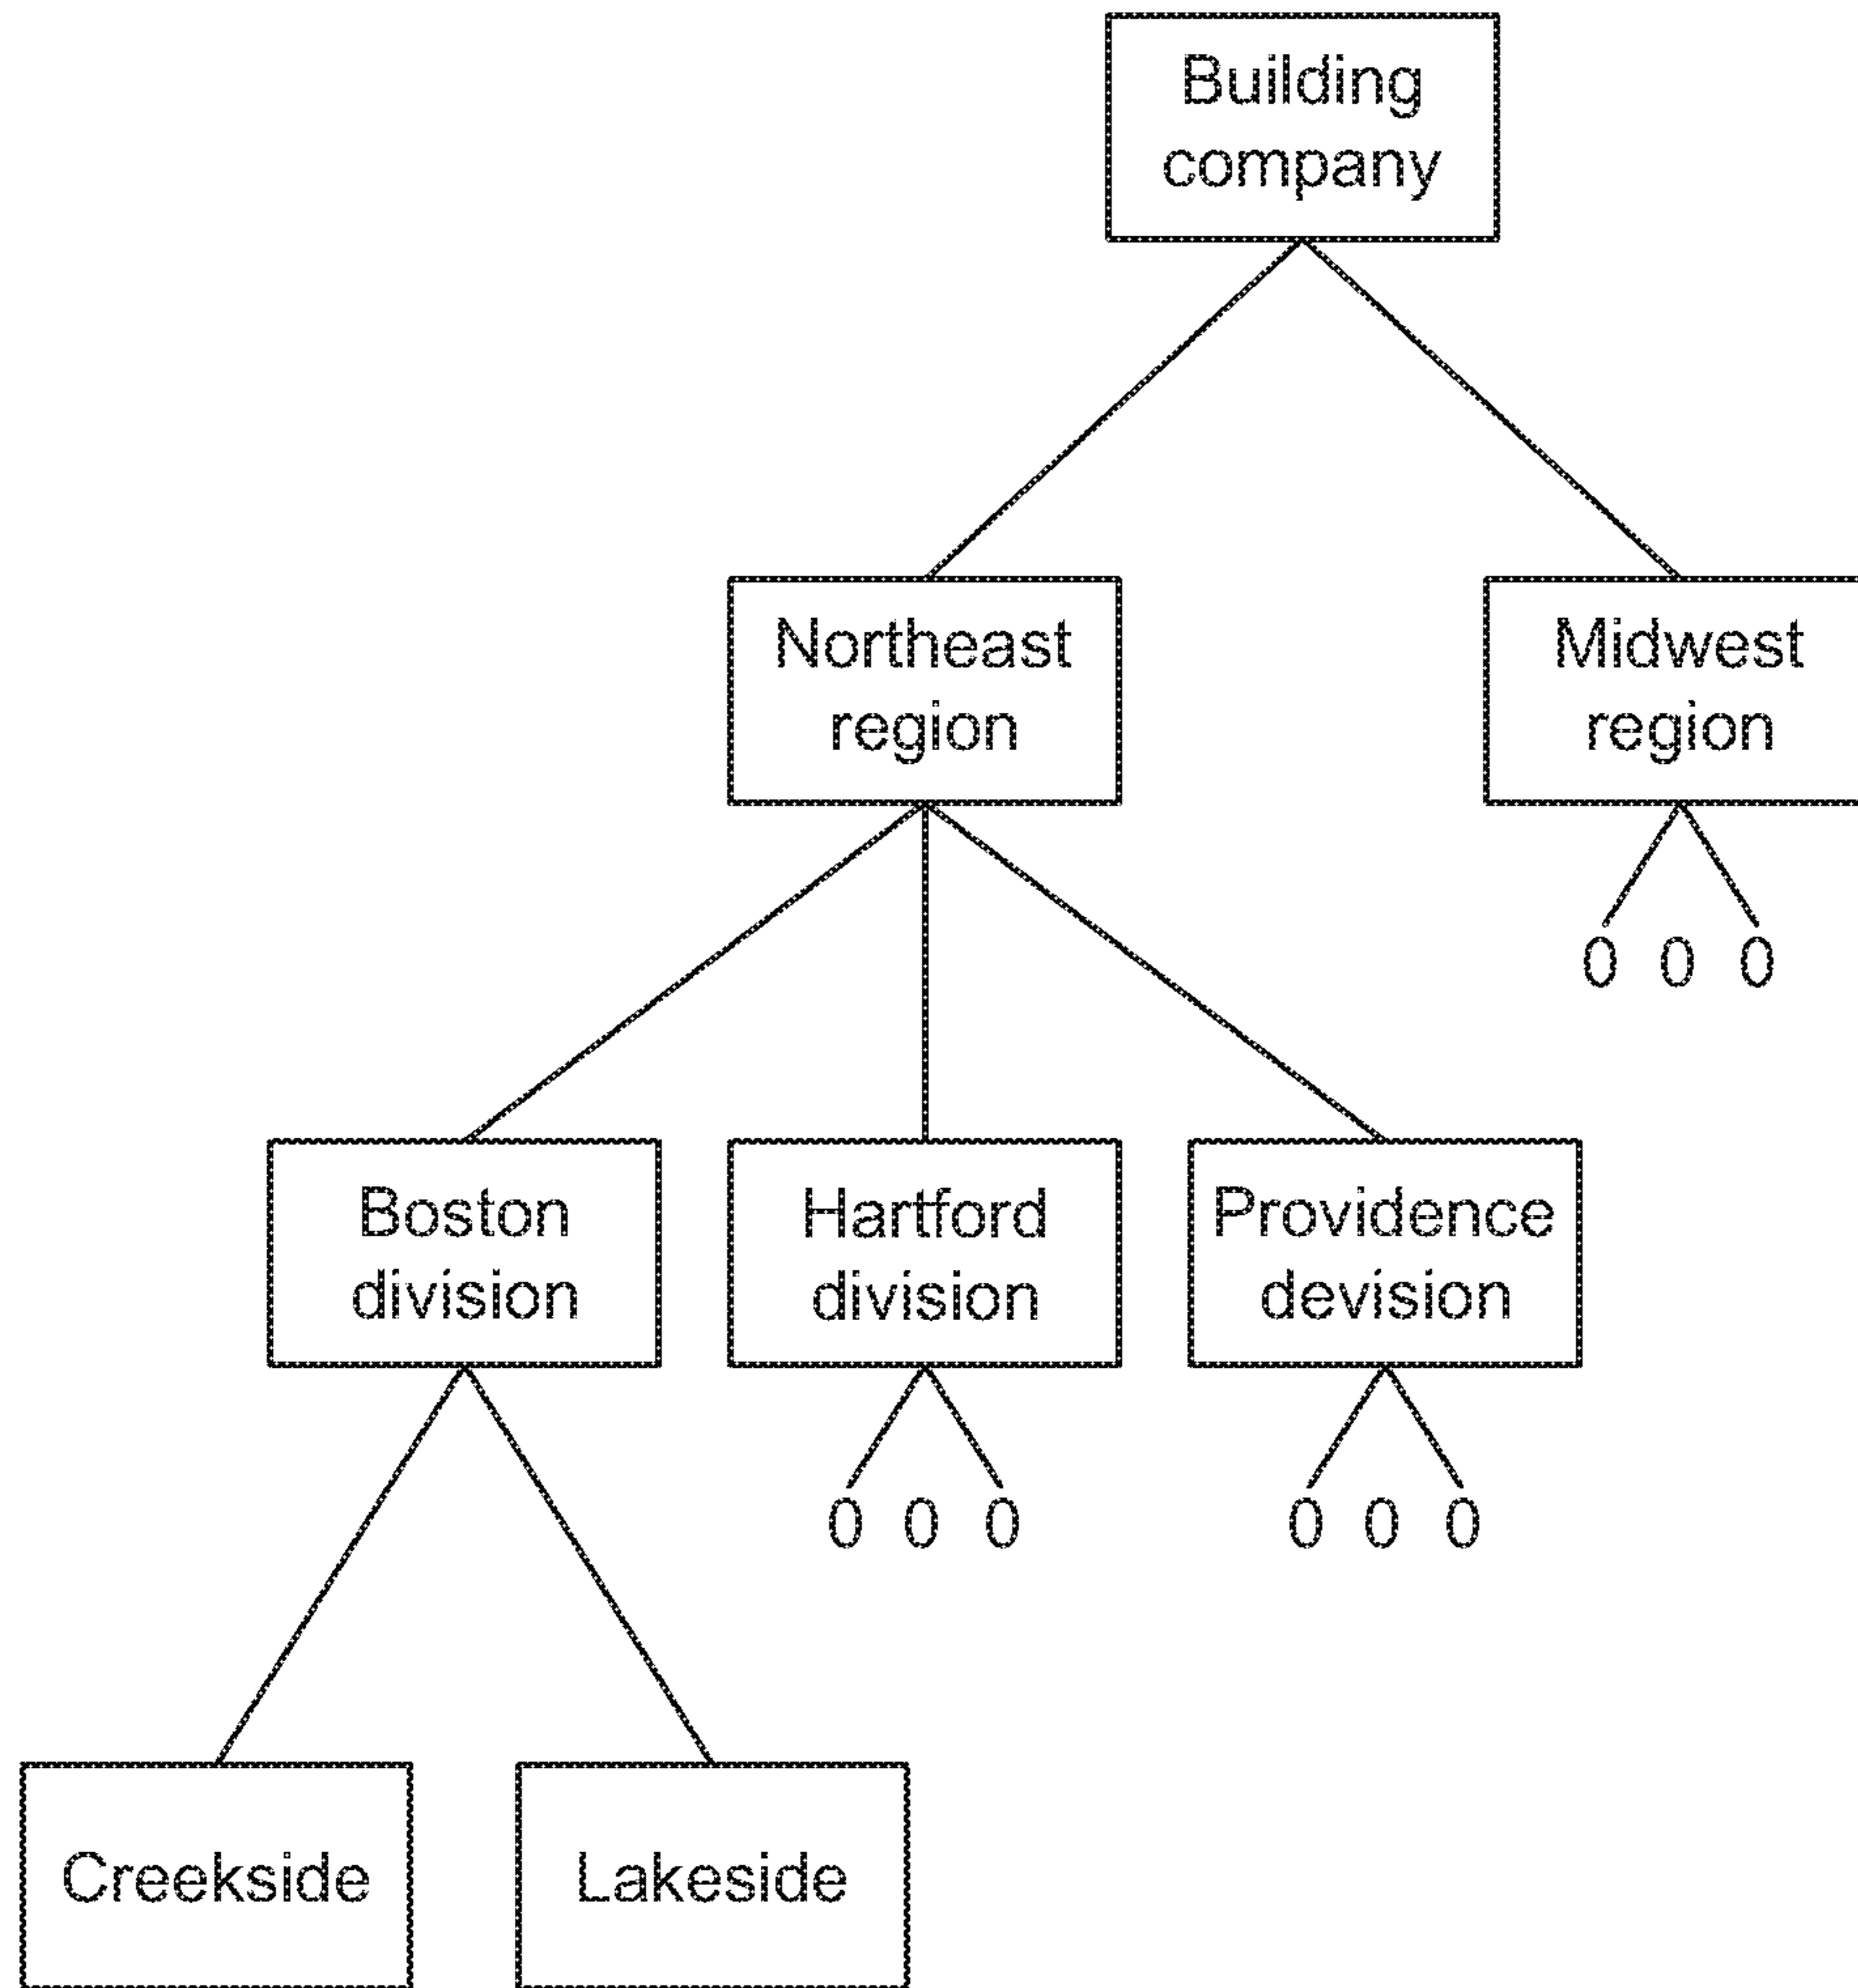 Building
company
Northeast
region
Midwest
region
0 0 0
Boston
division
Hartford
division
Providence
devision
0 0 0
0 0 0
Creekside
Lakeside